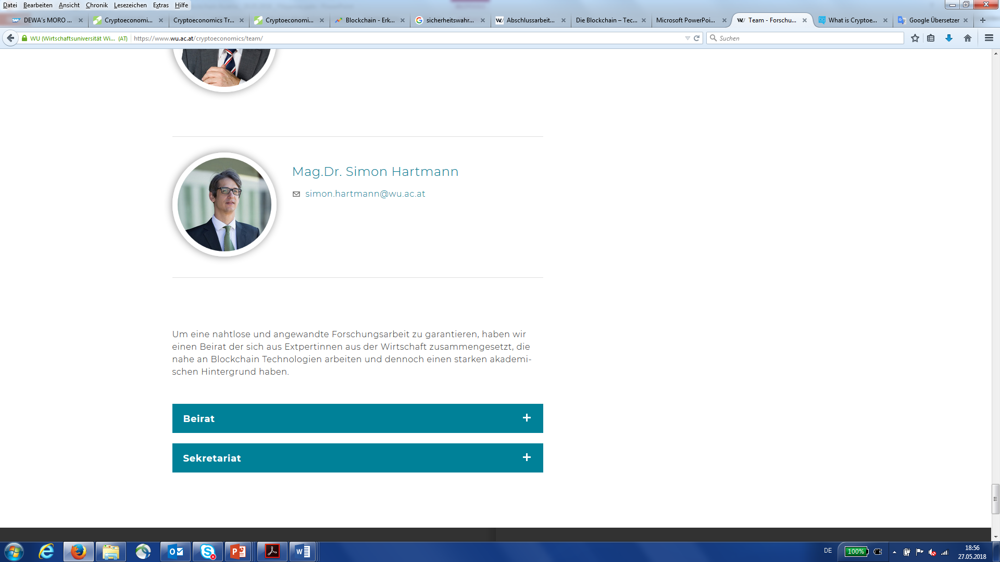 Datei Bearbeiten Ansicht Chronik Lesezeichen Extras Hilfe
DEWA's MORO ... Cryptoeconomi... Cryptoeconomics Tr... Cryptoeconomi... Blockchain - Erk... sicherheitswahr... Abschlussarbeit... Die Blockchain – Tec... Microsoft PowerPoi... Team - Forschu... What is Cryptoe... Google Übersetzer
WU (Wirtschaftsuniversität Wi... (AT) https://www.wu.ac.at/cryptoeconomics/team/ Suchen
Mag.Dr. Simon Hartmann
simon.hartmann@wu.ac.at
Um eine nahtlose und angewandte Forschungsarbeit zu garantieren, haben wir
einen Beirat der sich aus Extpertinnen aus der Wirtschaft zusammengesetzt, die
nahe an Blockchain Technologien arbeiten und dennoch einen starken akademi-
schen Hintergrund haben.
Beirat
Sekretariat
DE 100% 18:56
27.05.2018